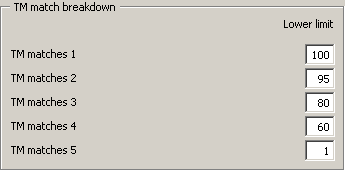 TM match breakdown
Lower limit
TM matches 1 100
TM matches 2 95
TM matches 3 80
TM matches 4 60
TM matches 5 1